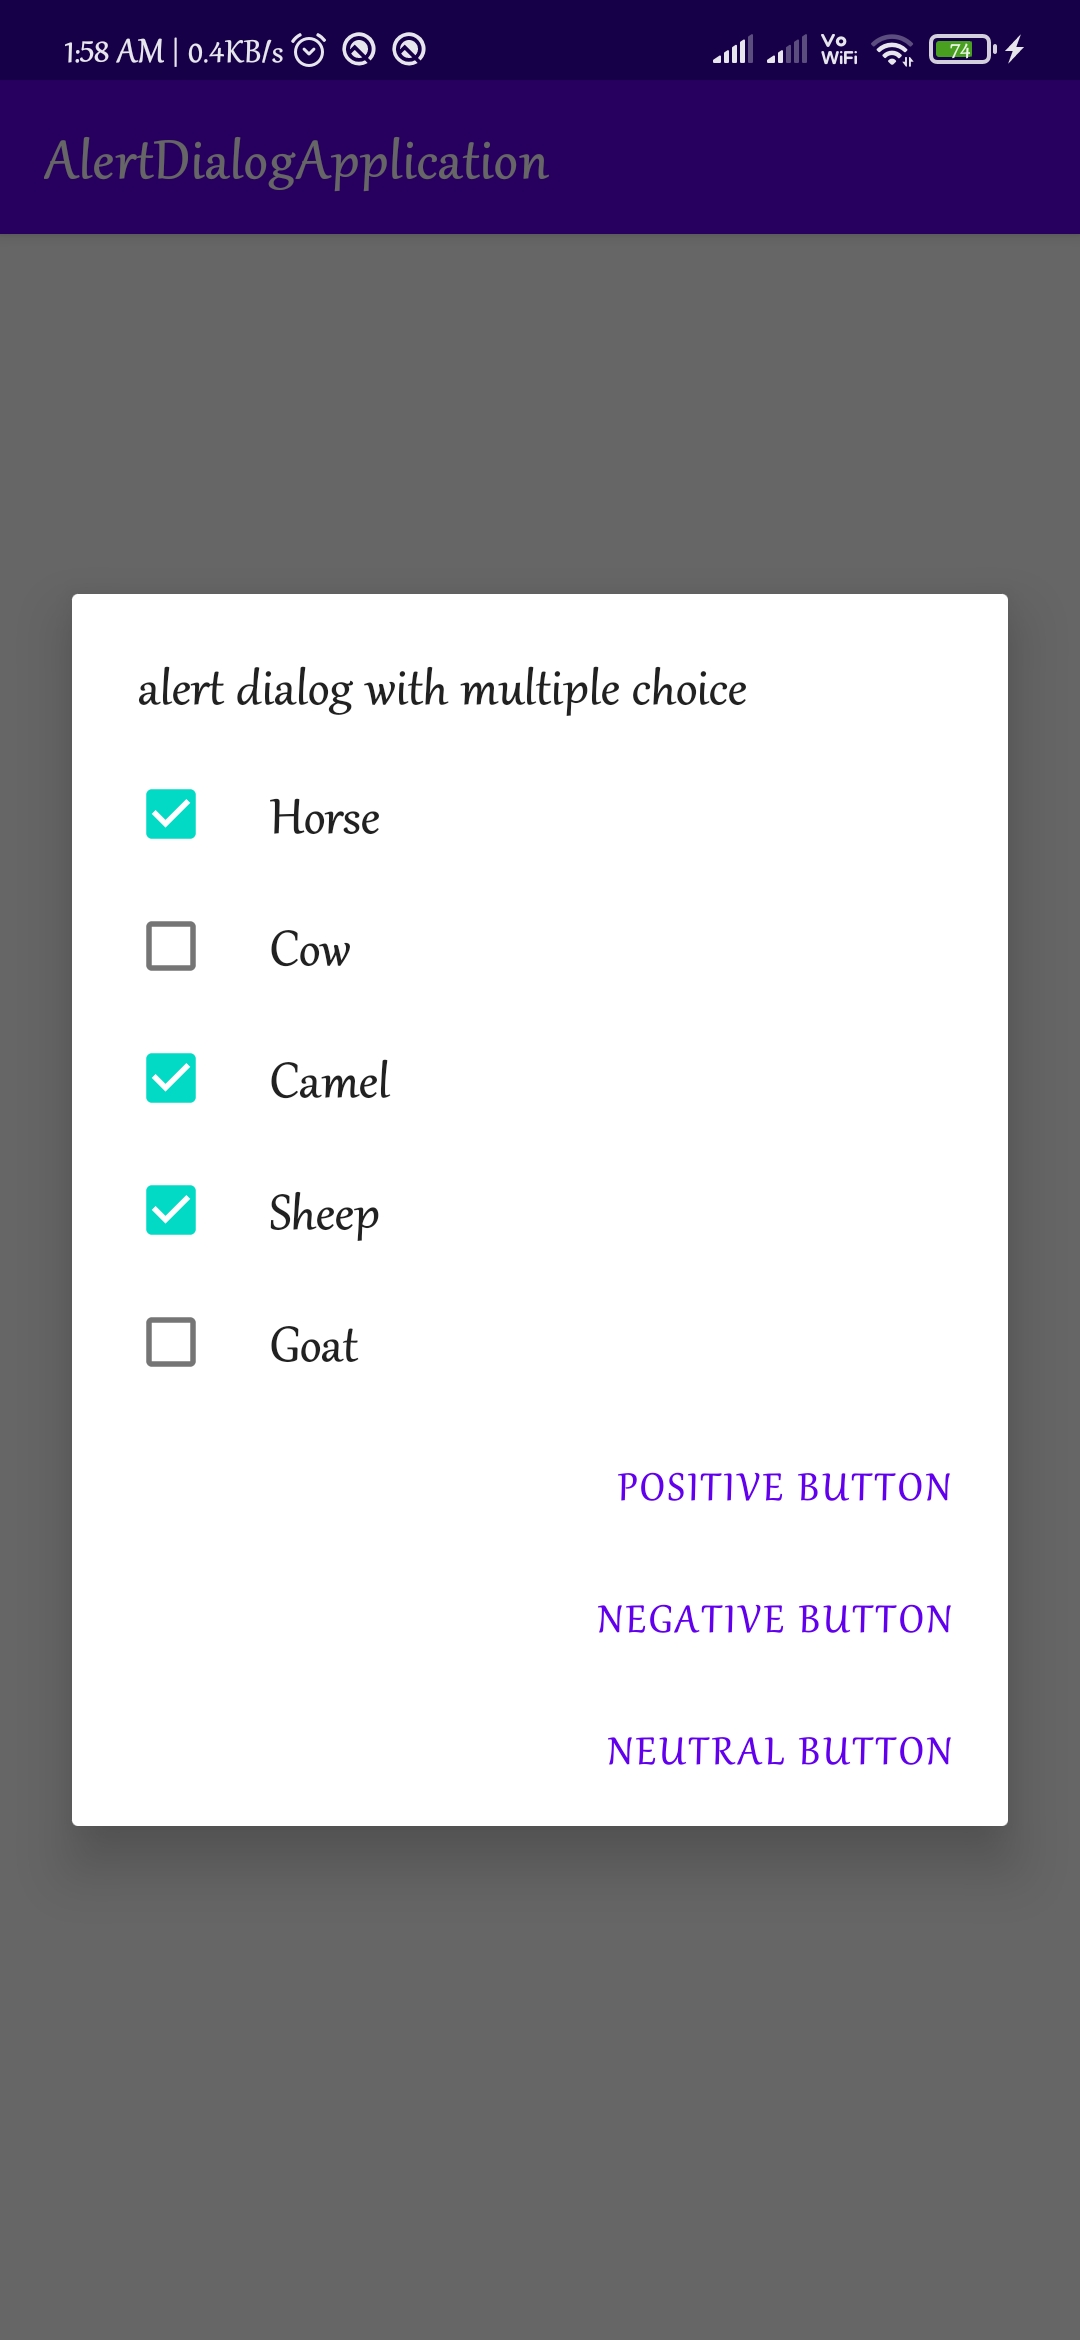 1:58 AM | 0.4KB/s Vo WiFi 74
AlertDialogApplication
alert dialog with multiple choice
Horse
Cow
Camel
Sheep
Goat
POSITIVE BUTTON
NEGATIVE BUTTON
NEUTRAL BUTTON